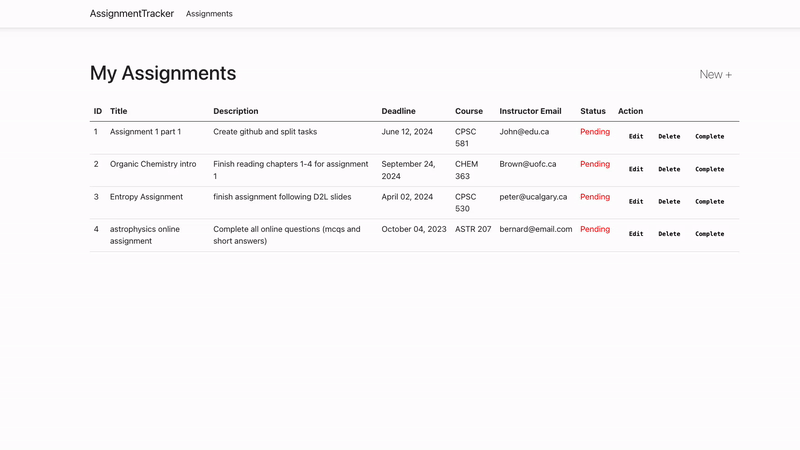 AssignmentTracker Assignments
My Assignments
New +
ID Title Description Deadline Course Instructor Email Status Action
1 Assignment 1 part 1 Create github and split tasks June 12, 2024 CPSC 581 John@edu.ca Pending Edit Delete Complete
2 Organic Chemistry intro Finish reading chapters 1-4 for assignment 1 September 24, 2024 CHEM 363 Brown@uofc.ca Pending Edit Delete Complete
3 Entropy Assignment finish assignment following D2L slides April 02, 2024 CPSC 530 peter@ucalgary.ca Pending Edit Delete Complete
4 astrophysics online assignment Complete all online questions (mcqs and short answers) October 04, 2023 ASTR 207 bernard@email.com Pending Edit Delete Complete